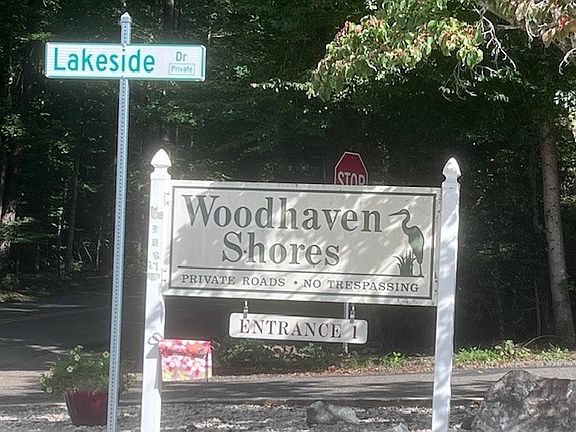 Lakeside Dr
Private
STOP
Woodhaven
Shores
PRIVATE ROADS • NO TRESPASSING
ENTRANCE 1